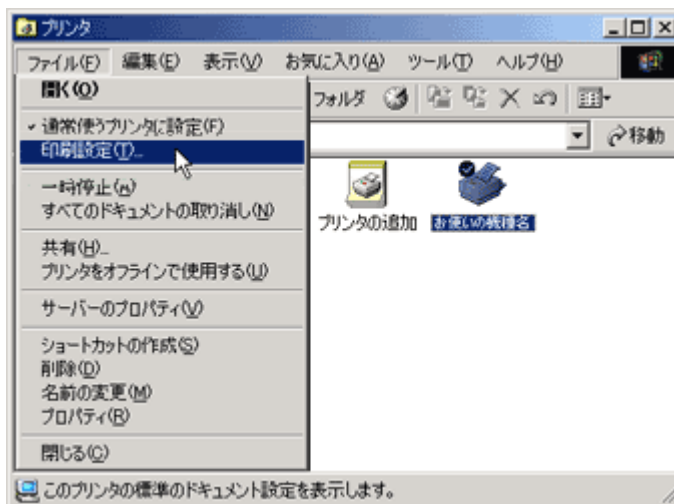 プリンタ
ファイル(F) 編集(E) 表示(V) お気に入り(A) ツール(T) ヘルプ(H)
開く(O)
フォルダ
通常使うプリンタに設定(F)
移動
印刷設定(T)...
一時停止(A)
すべてのドキュメントの取り消し(N)
プリンタの追加 お使いの機種名
共有(H)...
プリンタをオフラインで使用する(U)
サーバーのプロパティ(V)
ショートカットの作成(S)
削除(D)
名前の変更(M)
プロパティ(R)
閉じる(C)
このプリンタの標準のドキュメント設定を表示します。